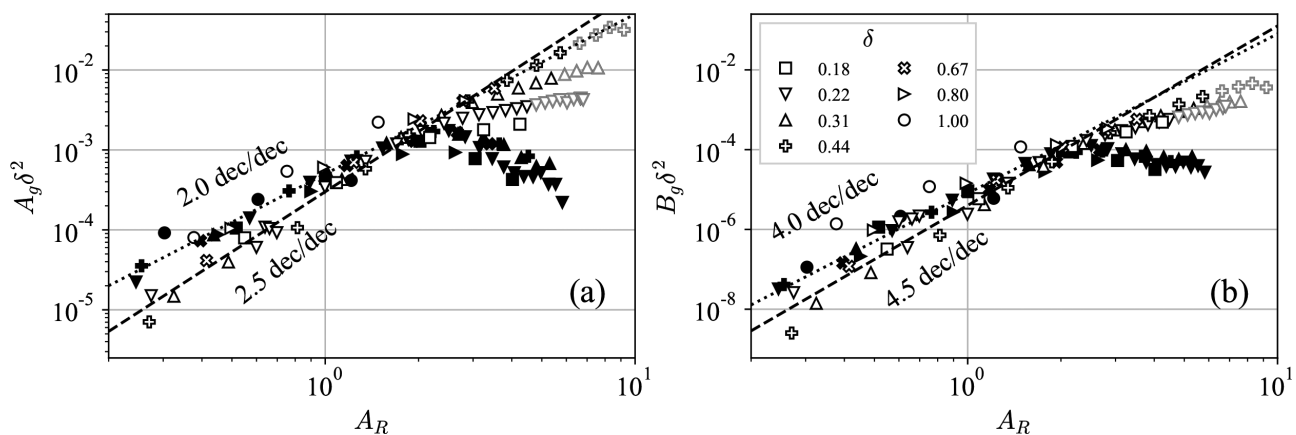 A_g δ^2
10^-2
10^-3
10^-4
10^-5
2.0 dec/dec
2.5 dec/dec
(a)
10^0
10^1
A_R
B_g δ^2
10^-2
10^-4
10^-6
10^-8
δ
0.18
0.67
0.22
0.80
0.31
1.00
0.44
4.0 dec/dec
4.5 dec/dec
(b)
10^0
10^1
A_R